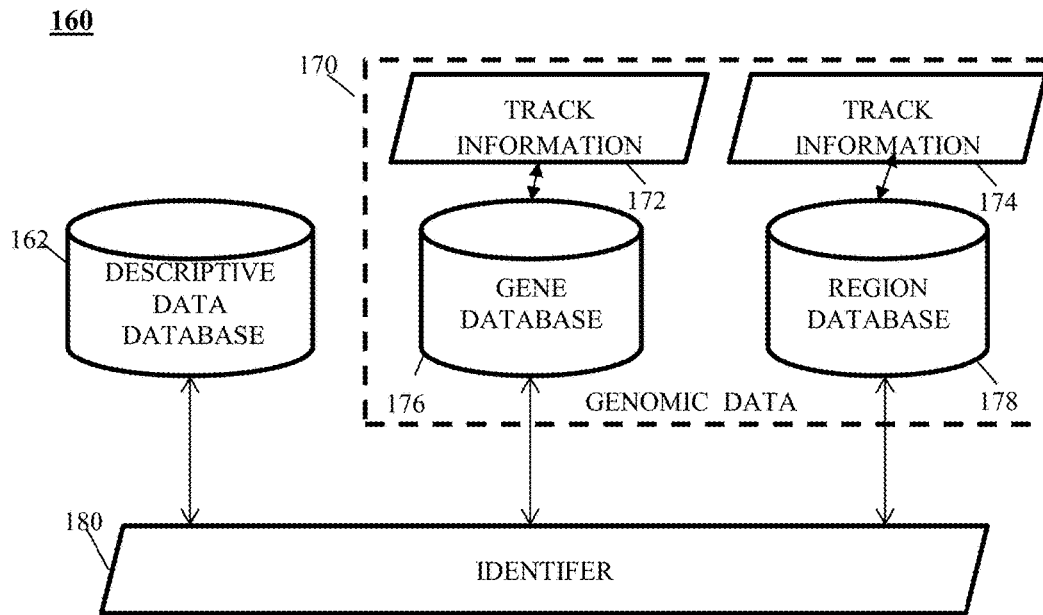 160
170
TRACK
INFORMATION
172
TRACK
INFORMATION
174
162
DESCRIPTIVE
DATA
DATABASE
GENE
DATABASE
176
REGION
DATABASE
178
GENOMIC DATA
180
IDENTIFER